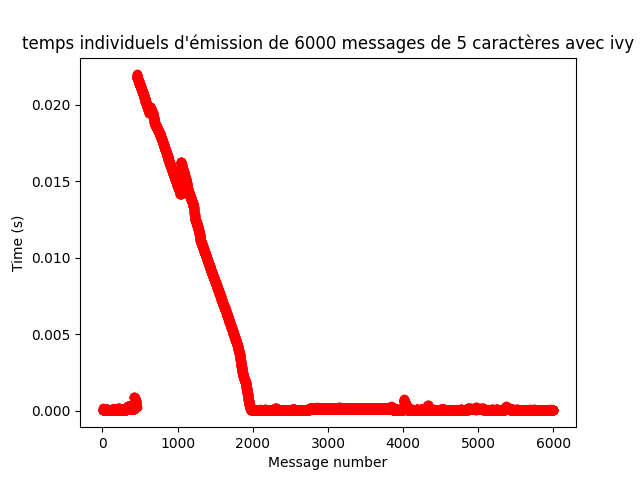 temps individuels d'émission de 6000 messages de 5 caractères avec ivy
0.020
0.015
0.010
0.005
0.000
Time (s)
0 1000 2000 3000 4000 5000 6000
Message number